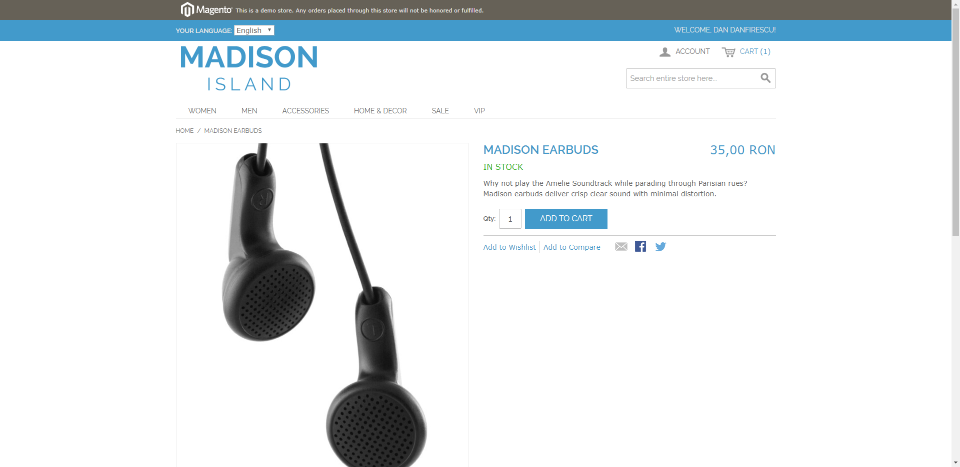 Magento This is a demo store. Any orders placed through this store will not be honored or fulfilled.
YOUR LANGUAGE: English WELCOME, DAN DANFIRESCU!
MADISON
ISLAND
ACCOUNT CART (1)
Search entire store here...
WOMEN MEN ACCESSORIES HOME & DECOR SALE VIP
HOME / MADISON EARBUDS
MADISON EARBUDS 35,00 RON
IN STOCK
Why not play the Amelie Soundtrack while parading through Parisian rues?
Madison earbuds deliver crisp clear sound with minimal distortion.
Qty: 1 ADD TO CART
Add to Wishlist Add to Compare